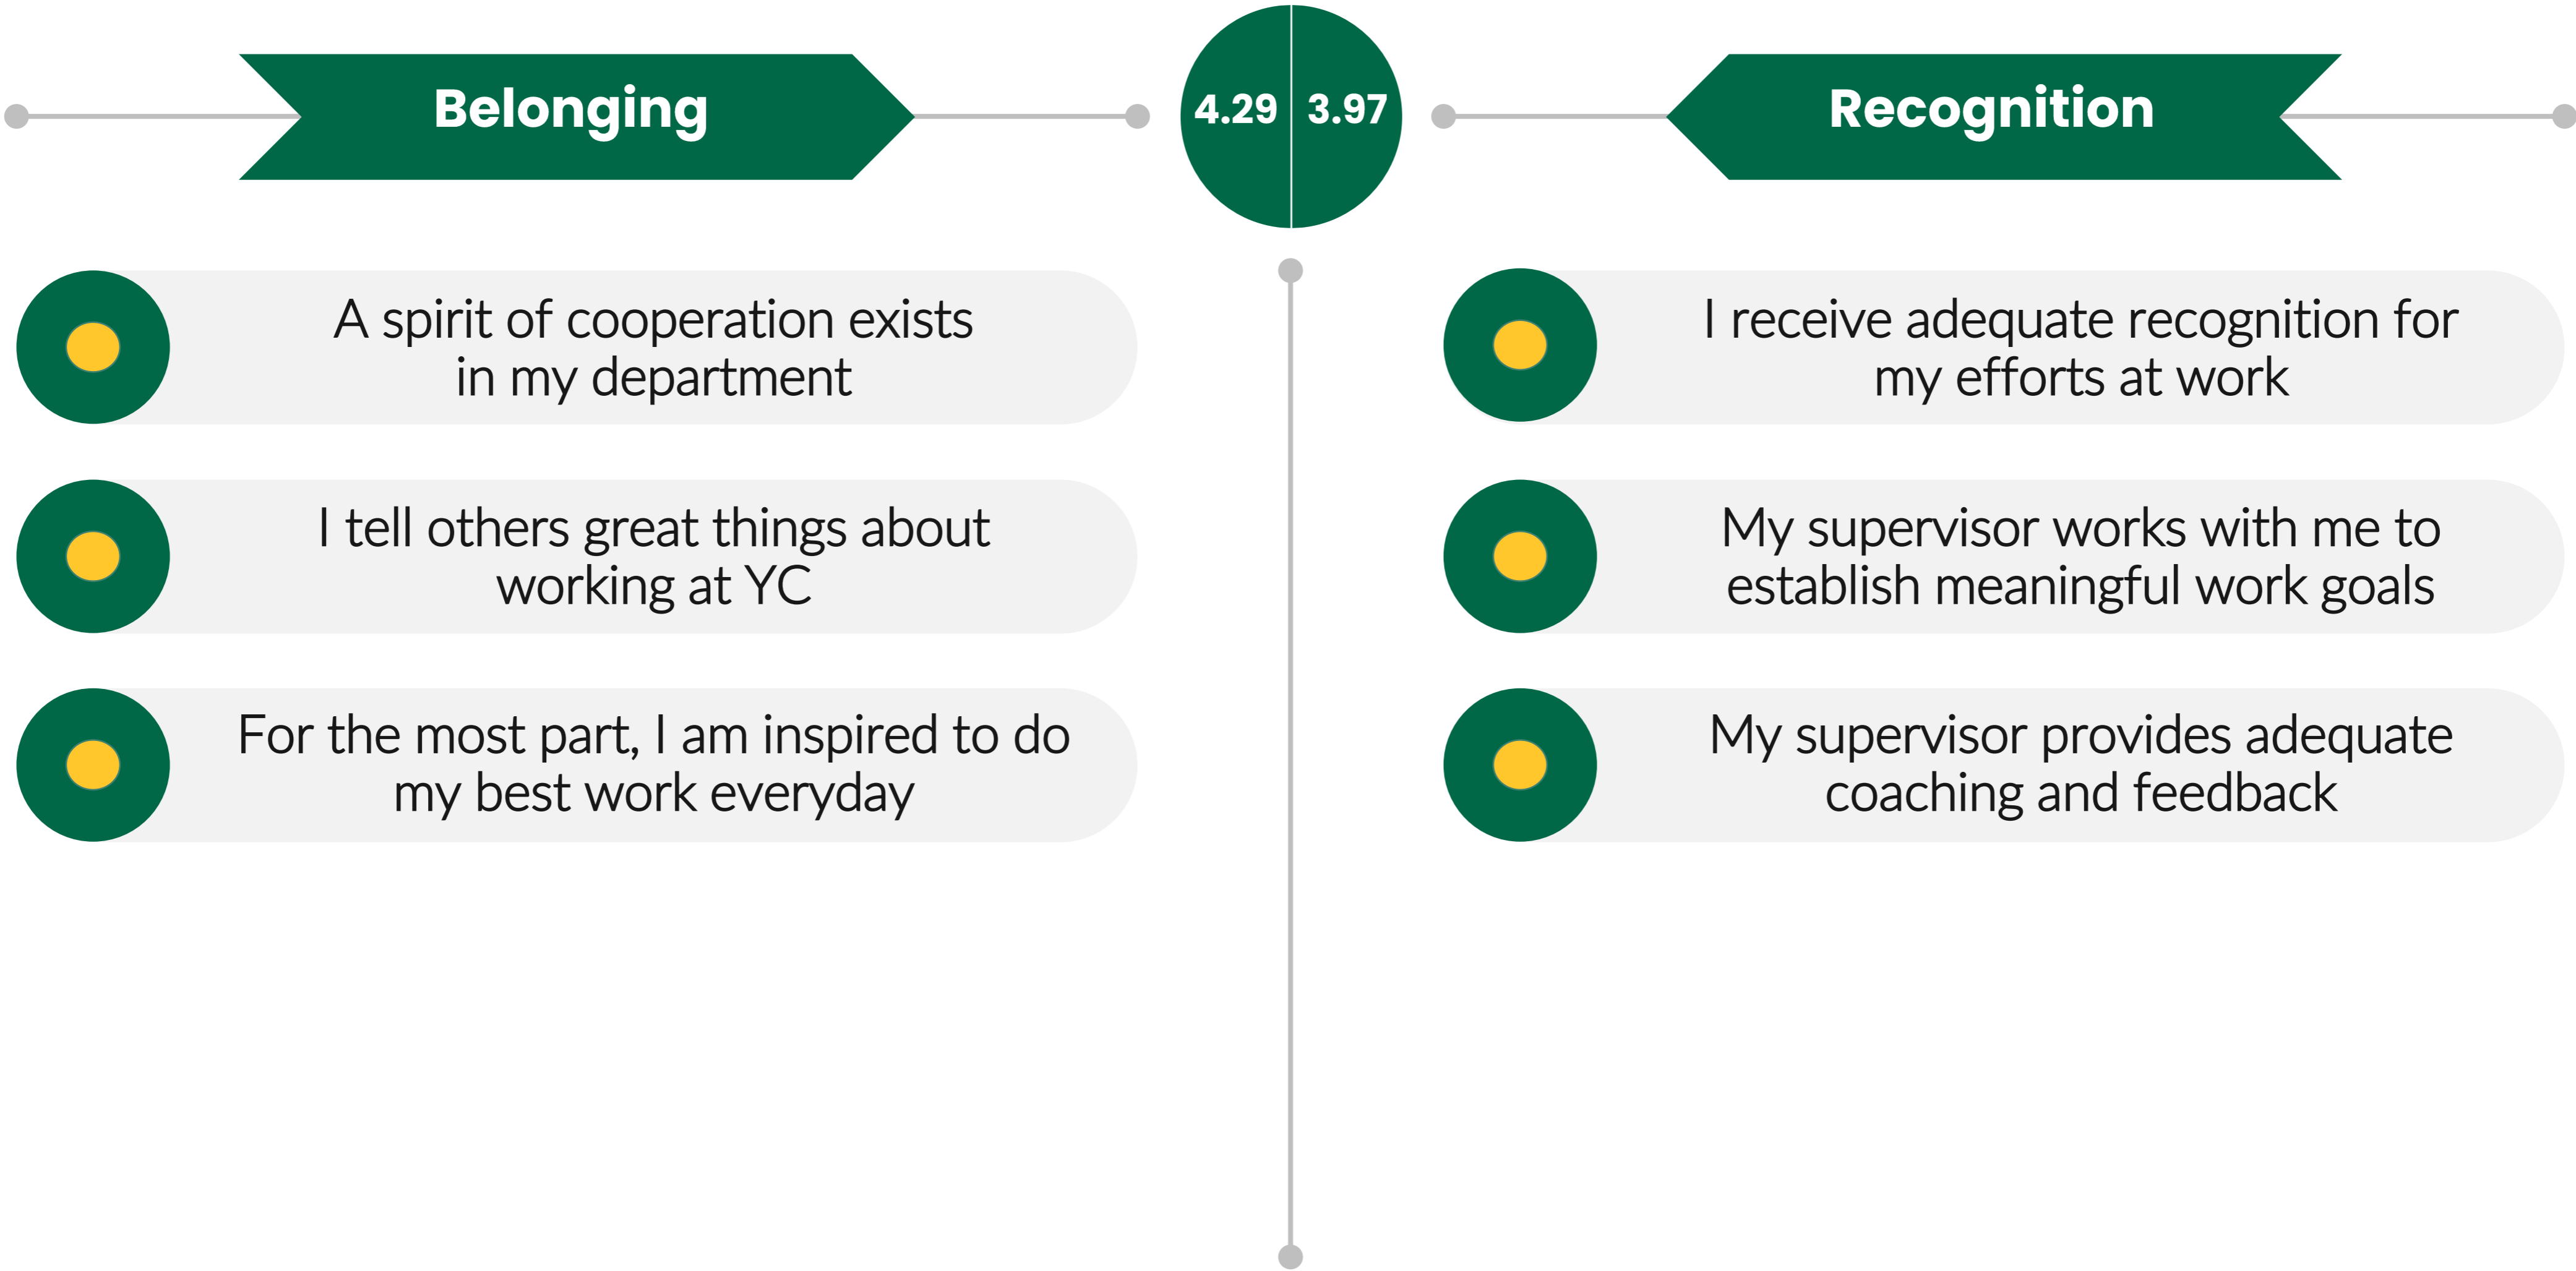 Belonging
4.29
3.97
Recognition
A spirit of cooperation exists
in my department
I tell others great things about
working at YC
For the most part, I am inspired to do
my best work everyday
I receive adequate recognition for
my efforts at work
My supervisor works with me to
establish meaningful work goals
My supervisor provides adequate
coaching and feedback